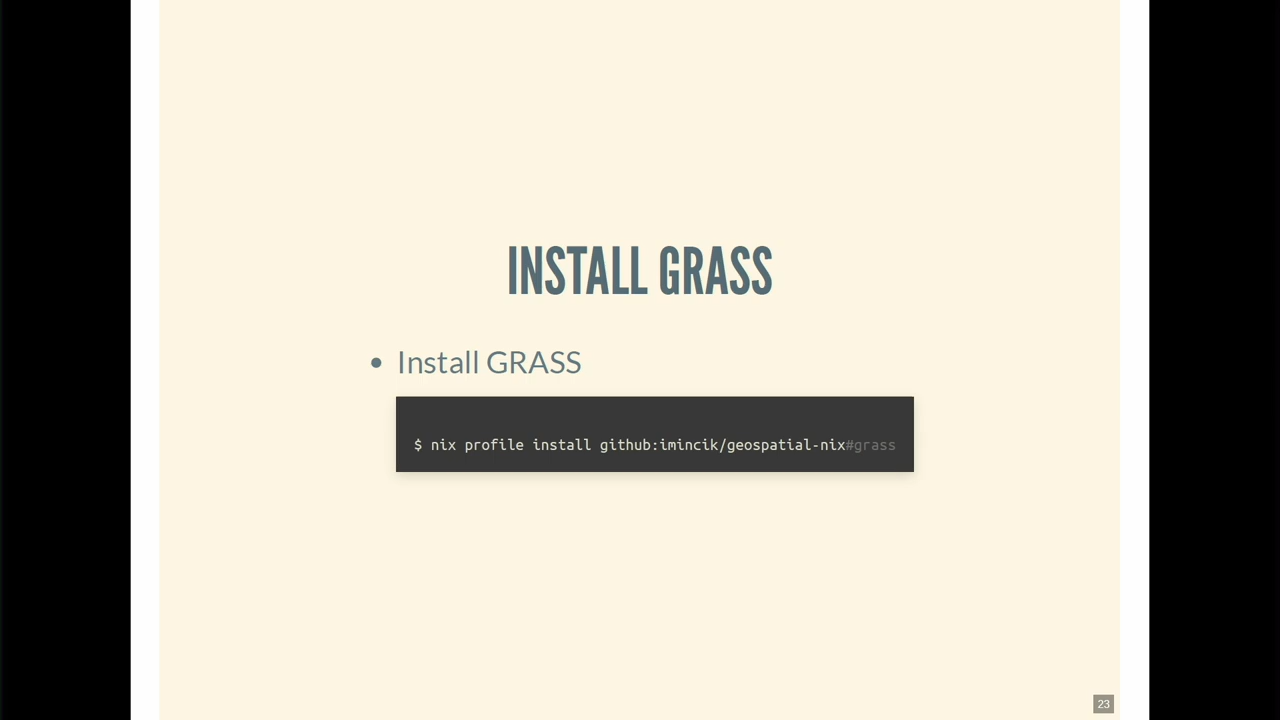 INSTALL GRASS
• Install GRASS
$ nix profile install github:imincik/geospatial-nix#grass
23